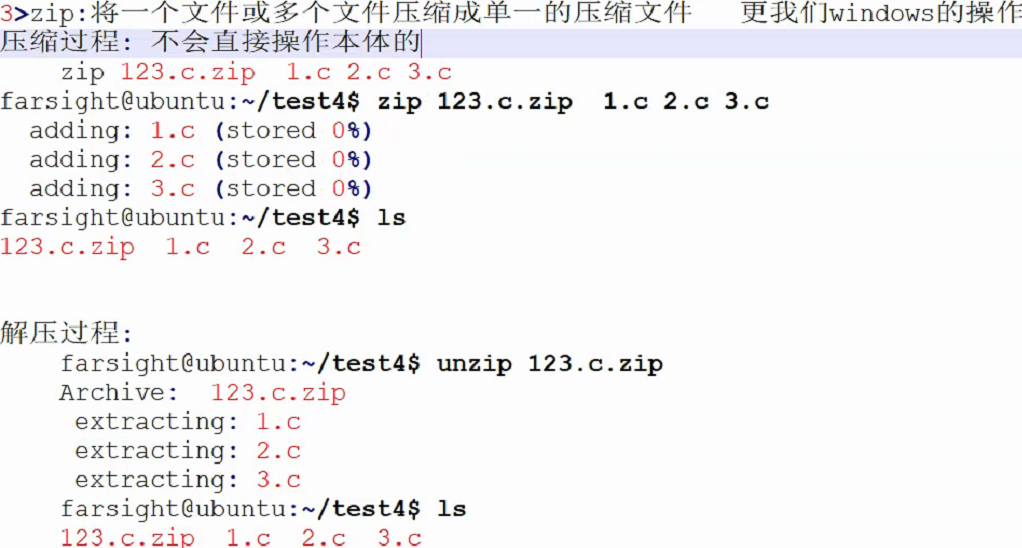 3>zip:将一个文件或多个文件压缩成单一的压缩文件   更我们windows的操作
压缩过程: 不会直接操作本体的
    zip 123.c.zip  1.c 2.c 3.c
farsight@ubuntu:~/test4$ zip 123.c.zip  1.c 2.c 3.c
  adding: 1.c (stored 0%)
  adding: 2.c (stored 0%)
  adding: 3.c (stored 0%)
farsight@ubuntu:~/test4$ ls
123.c.zip  1.c  2.c  3.c
解压过程:
    farsight@ubuntu:~/test4$ unzip 123.c.zip
    Archive:  123.c.zip
     extracting: 1.c
     extracting: 2.c
     extracting: 3.c
    farsight@ubuntu:~/test4$ ls
    123.c.zip  1.c  2.c  3.c